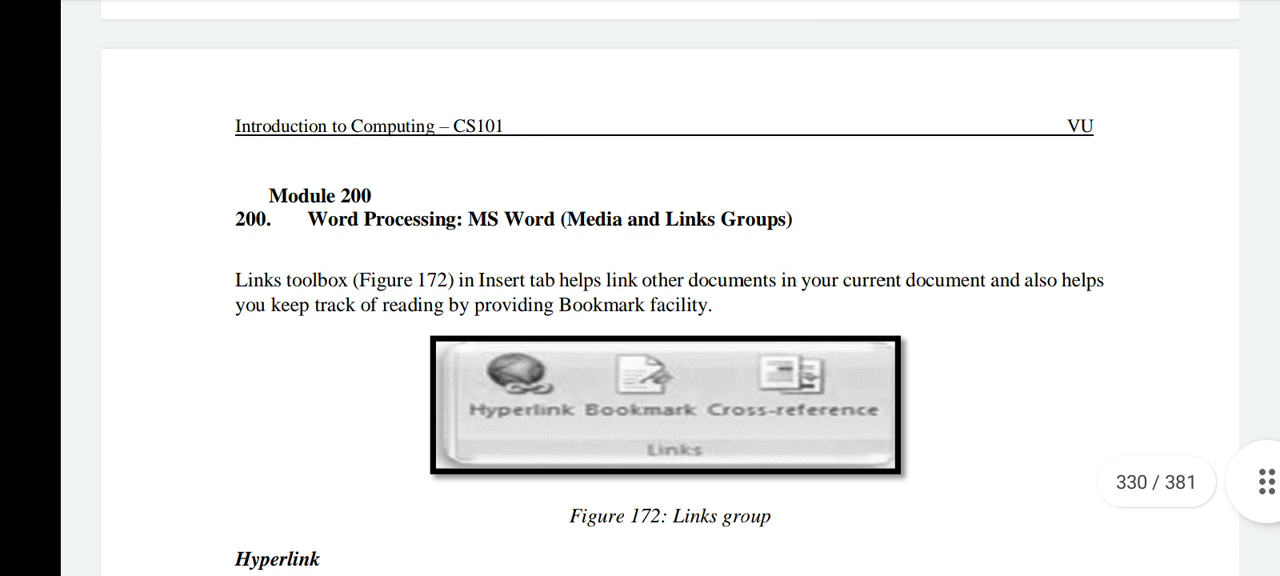 Introduction to Computing – CS101 VU
Module 200
200. Word Processing: MS Word (Media and Links Groups)
Links toolbox (Figure 172) in Insert tab helps link other documents in your current document and also helps
you keep track of reading by providing Bookmark facility.
Hyperlink Bookmark Cross-reference
Links
330 / 381
Figure 172: Links group
Hyperlink